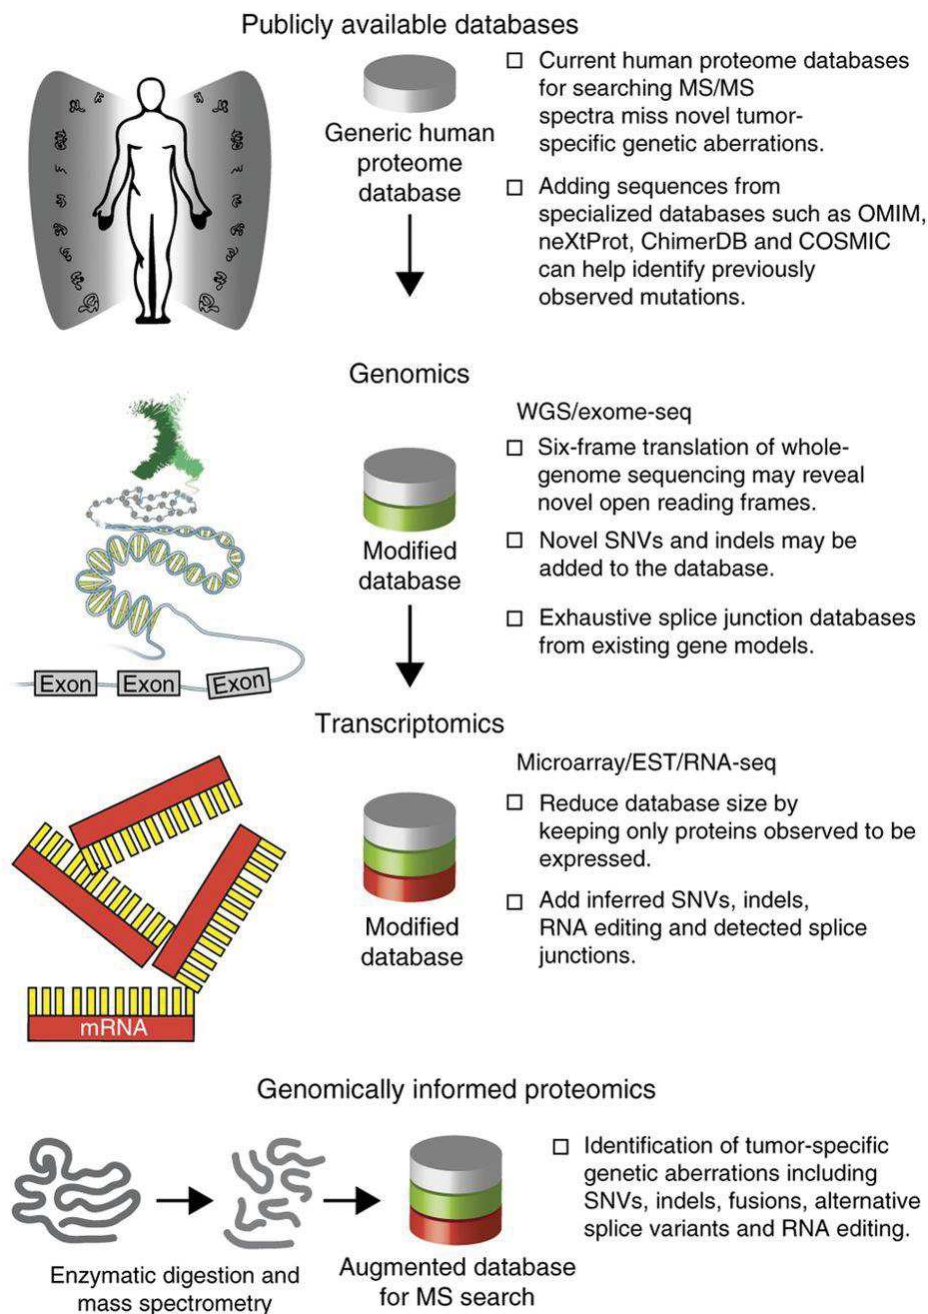 Publicly available databases
Generic human
proteome
database
☐ Current human proteome databases
for searching MS/MS
spectra miss novel tumor-
specific genetic aberrations.
☐ Adding sequences from
specialized databases such as OMIM,
neXtProt, ChimerDB and COSMIC
can help identify previously
observed mutations.
Genomics
Exon
Exon
Exon
Modified
database
WGS/exome-seq
☐ Six-frame translation of whole-
genome sequencing may reveal
novel open reading frames.
☐ Novel SNVs and indels may be
added to the database.
☐ Exhaustive splice junction databases
from existing gene models.
Transcriptomics
mRNA
Modified
database
Microarray/EST/RNA-seq
☐ Reduce database size by
keeping only proteins observed to be
expressed.
☐ Add inferred SNVs, indels,
RNA editing and detected splice
junctions.
Genomically informed proteomics
Enzymatic digestion and
mass spectrometry
Augmented database
for MS search
☐ Identification of tumor-specific
genetic aberrations including
SNVs, indels, fusions, alternative
splice variants and RNA editing.